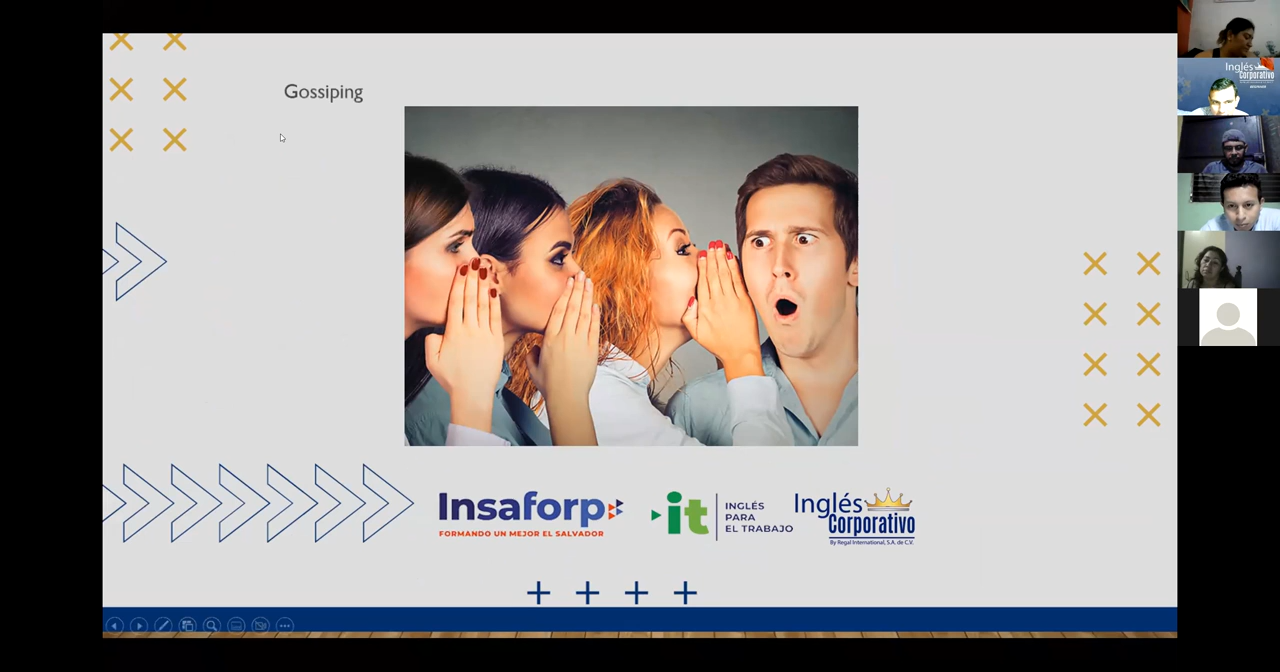 Gossiping
Insaforp
FORMANDO UN MEJOR EL SALVADOR
it
INGLÉS
PARA
EL TRABAJO
Inglés
Corporativo
By Regal International, S.A. de C.V.
Inglés
Corporativo